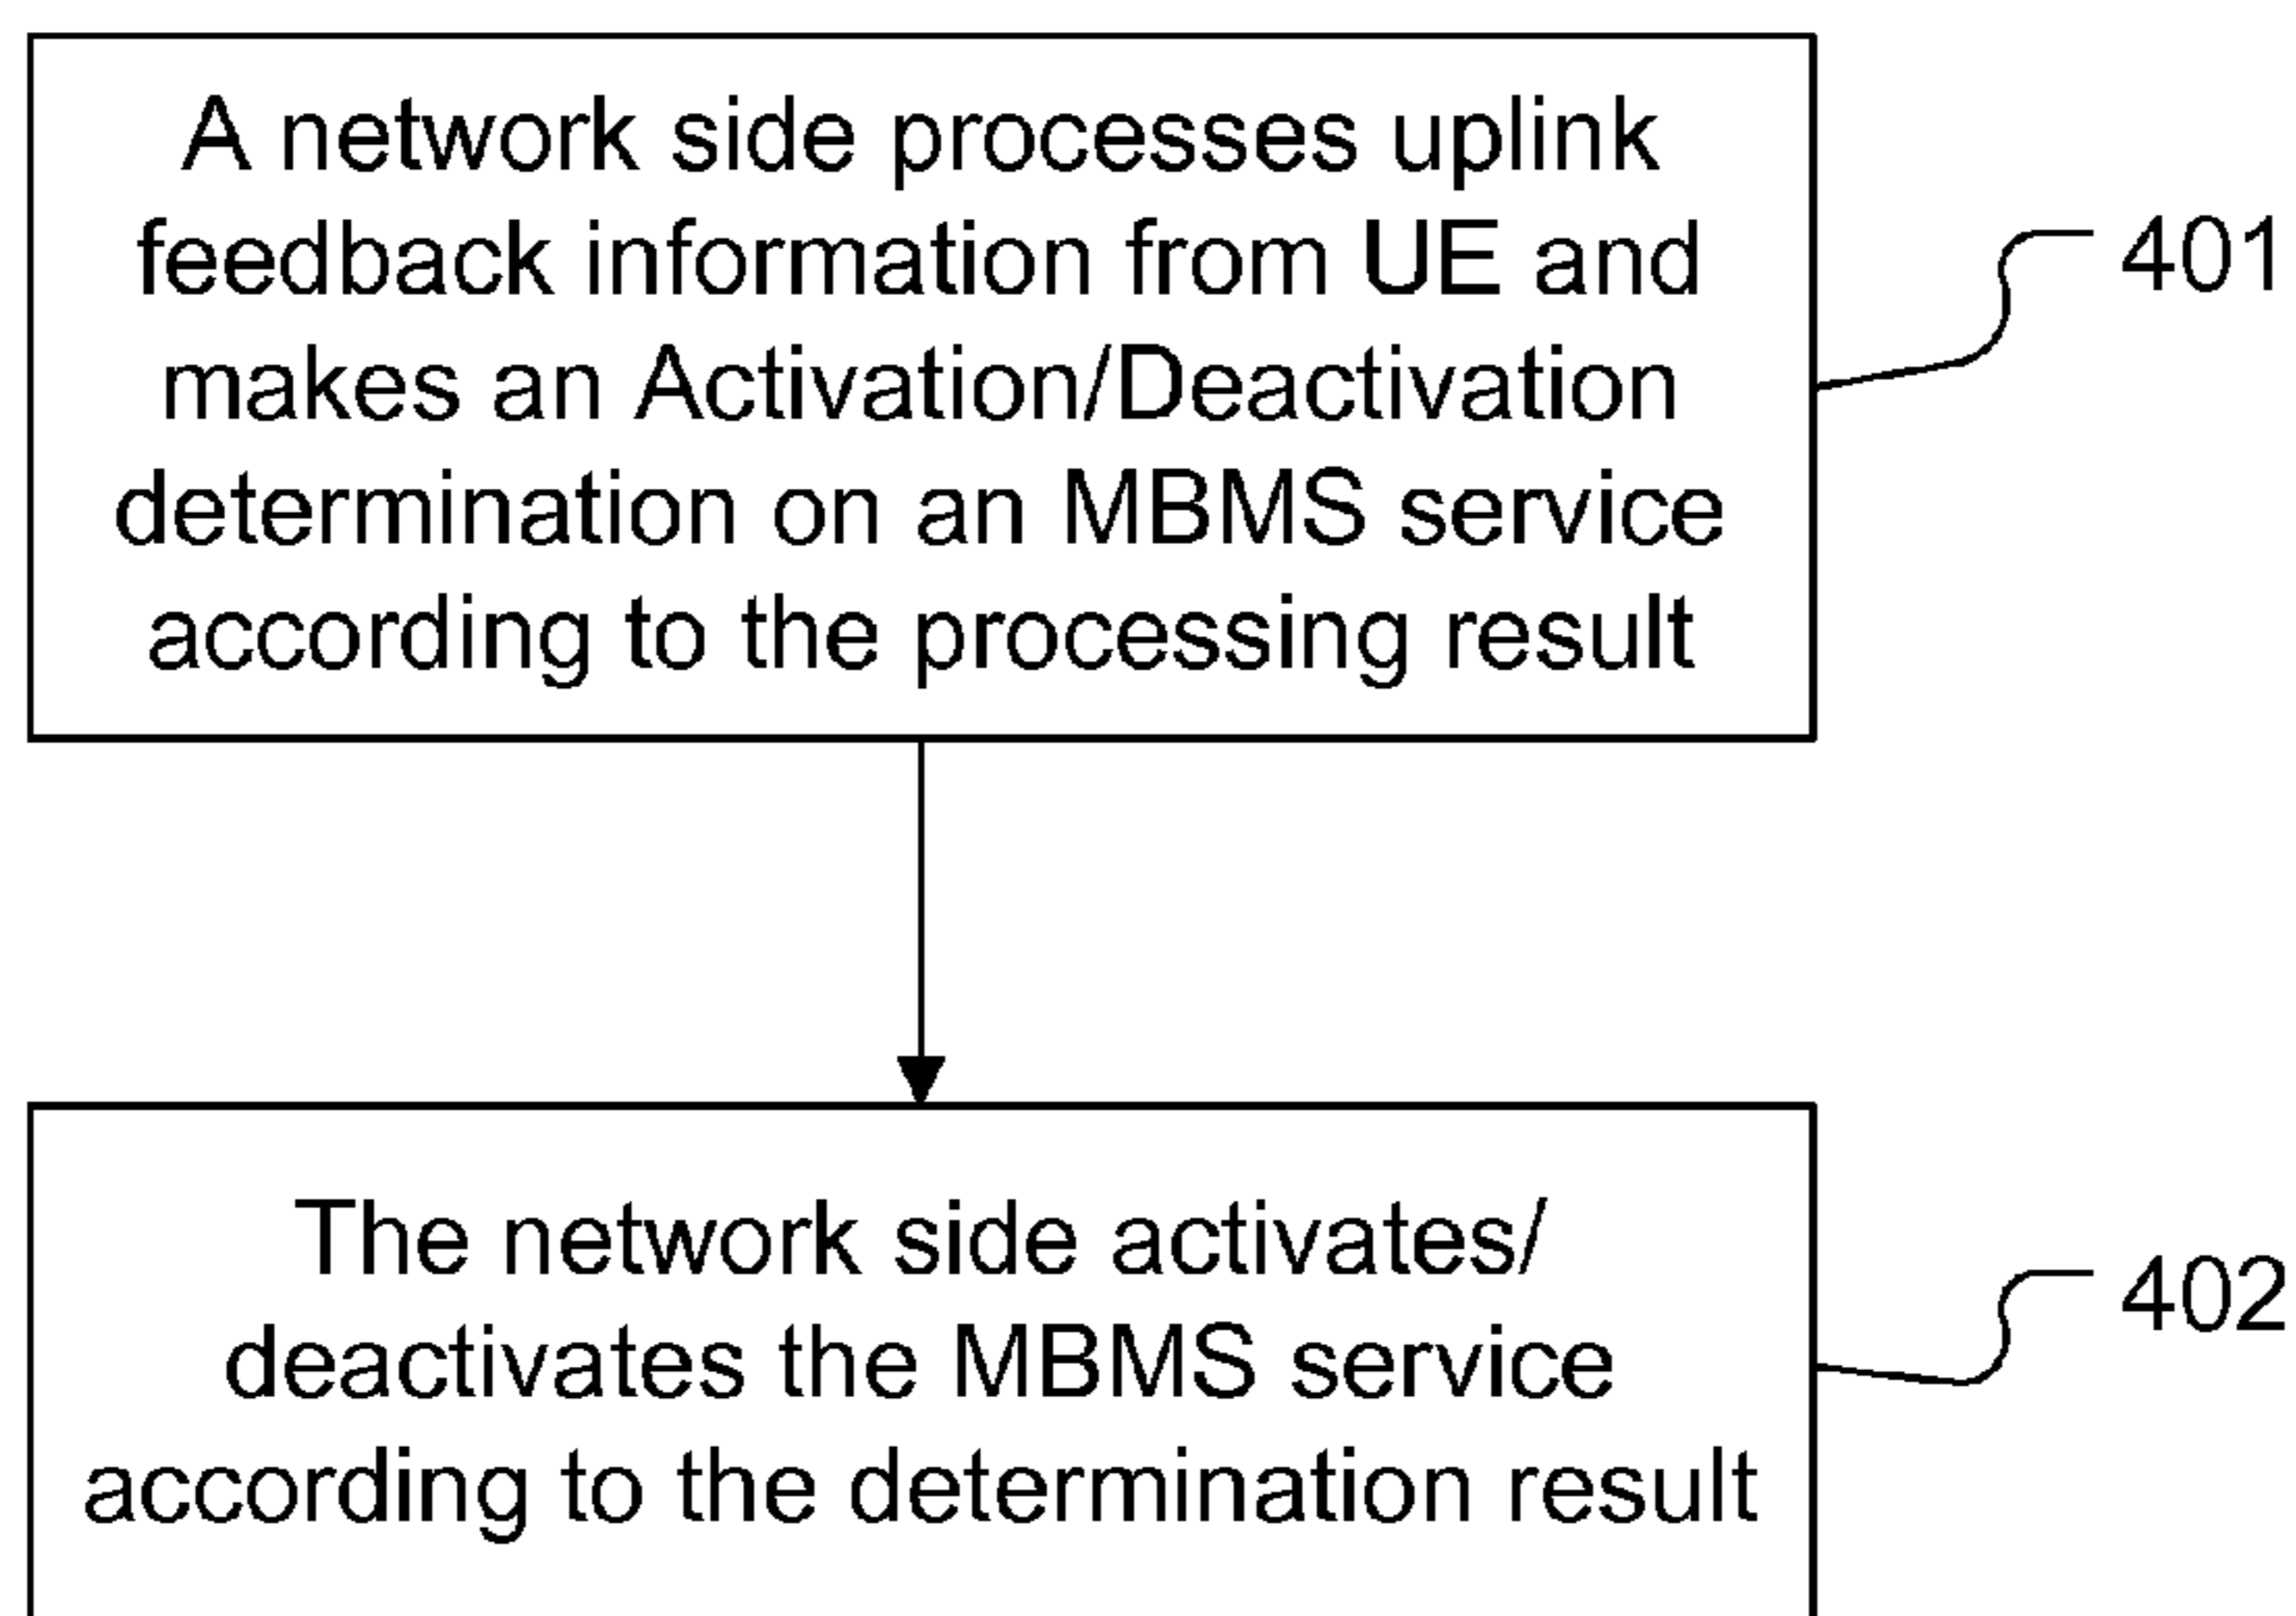 A network side processes uplink
feedback information from UE and
makes an Activation/Deactivation
determination on an MBMS service
according to the processing result
401
The network side activates/
deactivates the MBMS service
according to the determination result
402